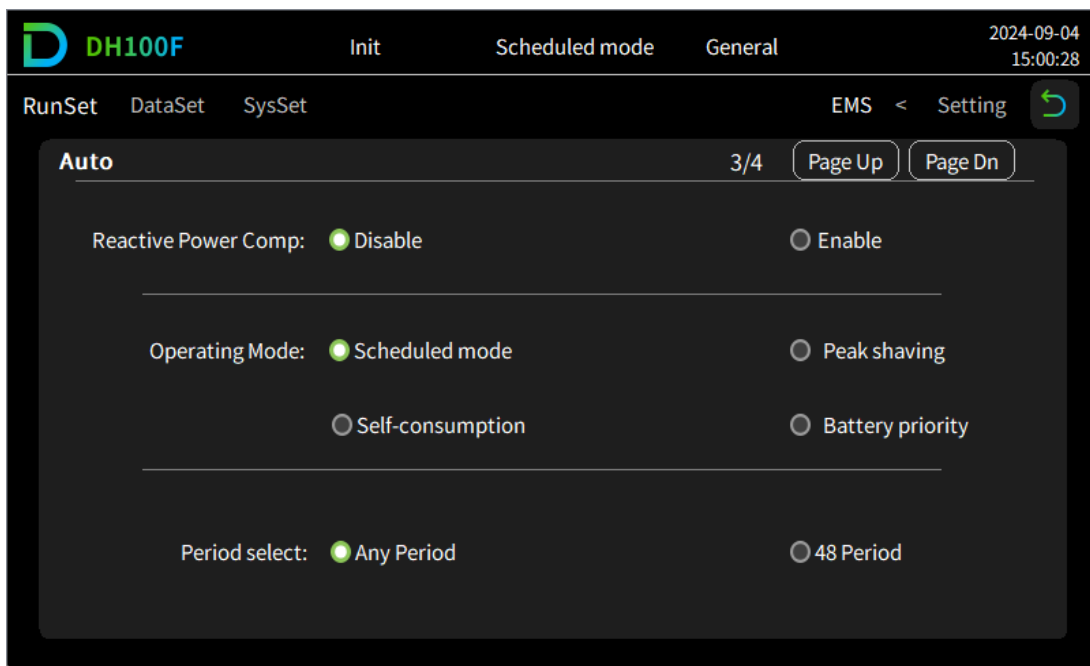 DH100F Init Scheduled mode General 2024-09-04
15:00:28
RunSet DataSet SysSet EMS < Setting
Auto 3/4 Page Up Page Dn
Reactive Power Comp: Disable Enable
Operating Mode: Scheduled mode Peak shaving
Self-consumption Battery priority
Period select: Any Period 48 Period